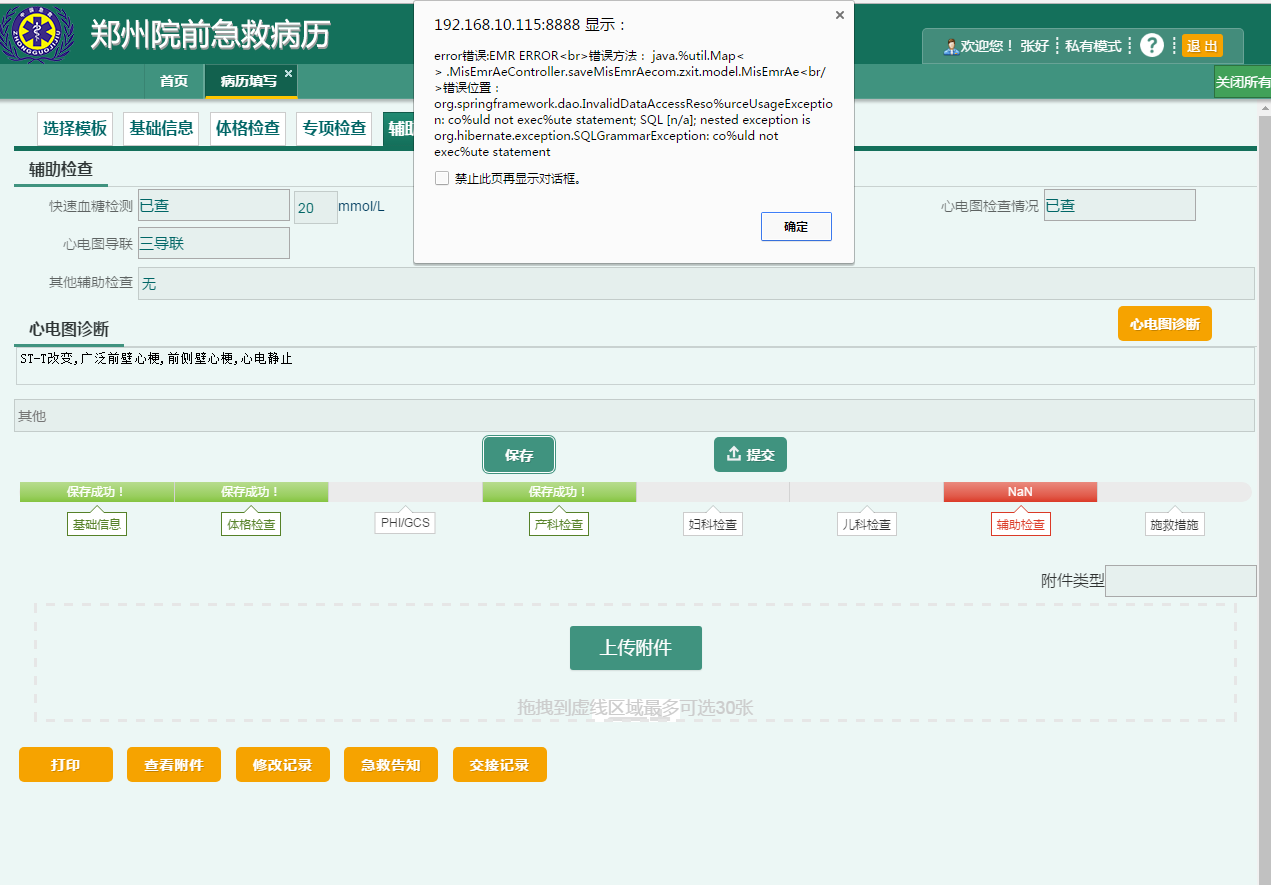 郑州院前急救病历
欢迎您！ 张好 私有模式 ? 退 出
首页 病历填写 × 关闭所有
192.168.10.115:8888 显示：
error错误:EMR ERROR<br>错误方法： java.%util.Map<
> .MisEmrAeController.saveMisEmrAecom.zxit.model.MisEmrAe<br/
>错误位置：
org.springframework.dao.InvalidDataAccessReso%urceUsageExceptio
n: co%uld not exec%ute statement; SQL [n/a]; nested exception is
org.hibernate.exception.SQLGrammarException: co%uld not
exec%ute statement
禁止此页再显示对话框。
确定
选择模板 基础信息 体格检查 专项检查 辅助
辅助检查
快速血糖检测 已查 20 mmol/L 心电图检查情况 已查
心电图导联 三导联
其他辅助检查 无
心电图诊断 心电图诊断
ST-T改变,广泛前壁心梗,前侧壁心梗,心电静止
其他
保存 提交
保存成功！ 保存成功！ 保存成功！ NaN
基础信息 体格检查 PHI/GCS 产科检查 妇科检查 儿科检查 辅助检查 施救措施
附件类型
上传附件
拖拽到虚线区域最多可选30张
打印 查看附件 修改记录 急救告知 交接记录